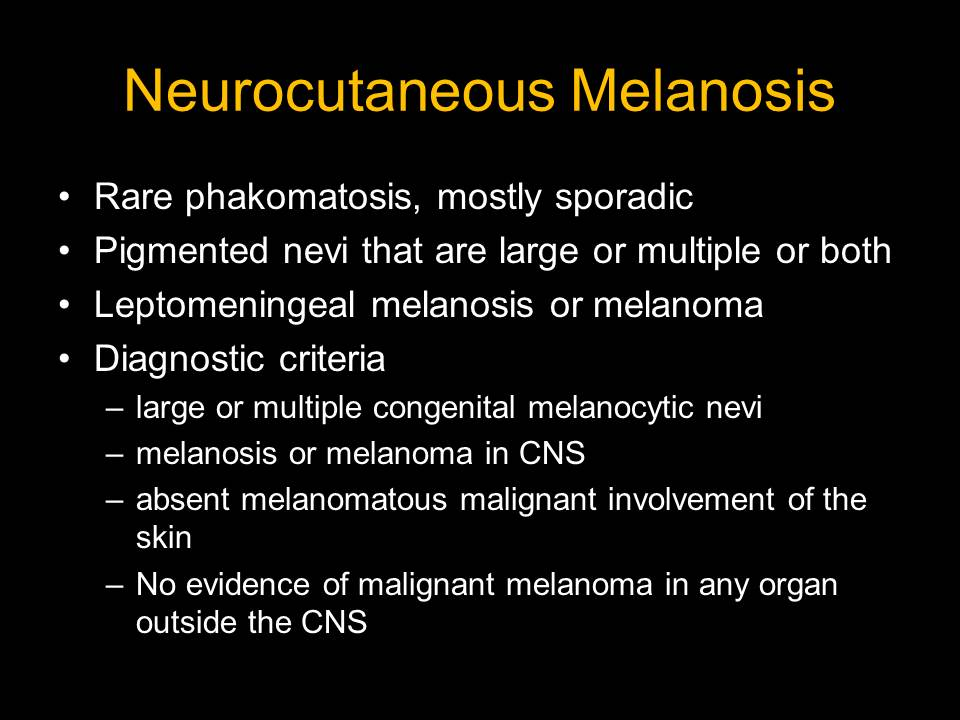 Neurocutaneous Melanosis
• Rare phakomatosis, mostly sporadic
• Pigmented nevi that are large or multiple or both
• Leptomeningeal melanosis or melanoma
• Diagnostic criteria
– large or multiple congenital melanocytic nevi
– melanosis or melanoma in CNS
– absent melanomatous malignant involvement of the
skin
– No evidence of malignant melanoma in any organ
outside the CNS